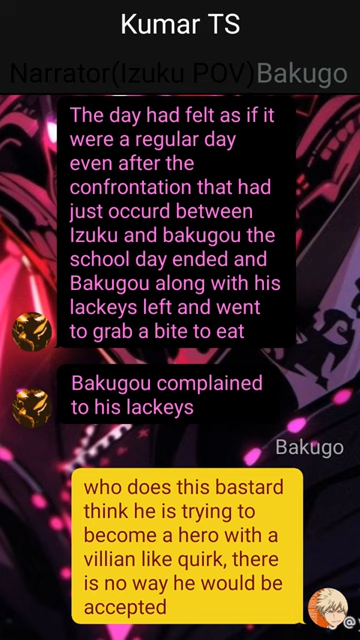 Kumar TS
Narrator(Izuku POV)
Bakugo
The day had felt as if it
were a regular day
even after the
confrontation that had
just occurd between
Izuku and bakugou the
school day ended and
Bakugou along with his
lackeys left and went
to grab a bite to eat
Bakugou complained
to his lackeys
Bakugo
who does this bastard
think he is trying to
become a hero with a
villian like quirk, there
is no way he would be
accepted